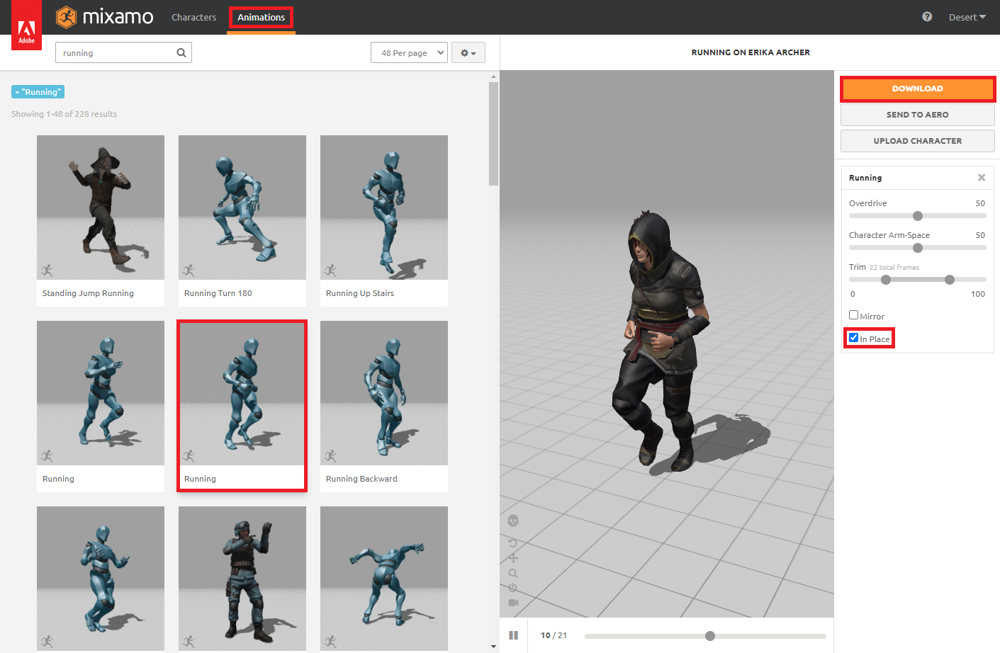 Adobe
mixamo
Characters
Animations
Desert
running
48 Per page
RUNNING ON ERIKA ARCHER
× "Running"
Showing 1-48 of 228 results
Standing Jump Running
Running Turn 180
Running Up Stairs
Running
Running
Running Backward
DOWNLOAD
SEND TO AERO
UPLOAD CHARACTER
Running
Overdrive 50
Character Arm-Space 50
Trim 22 total frames
0 100
Mirror
In Place
10 / 21